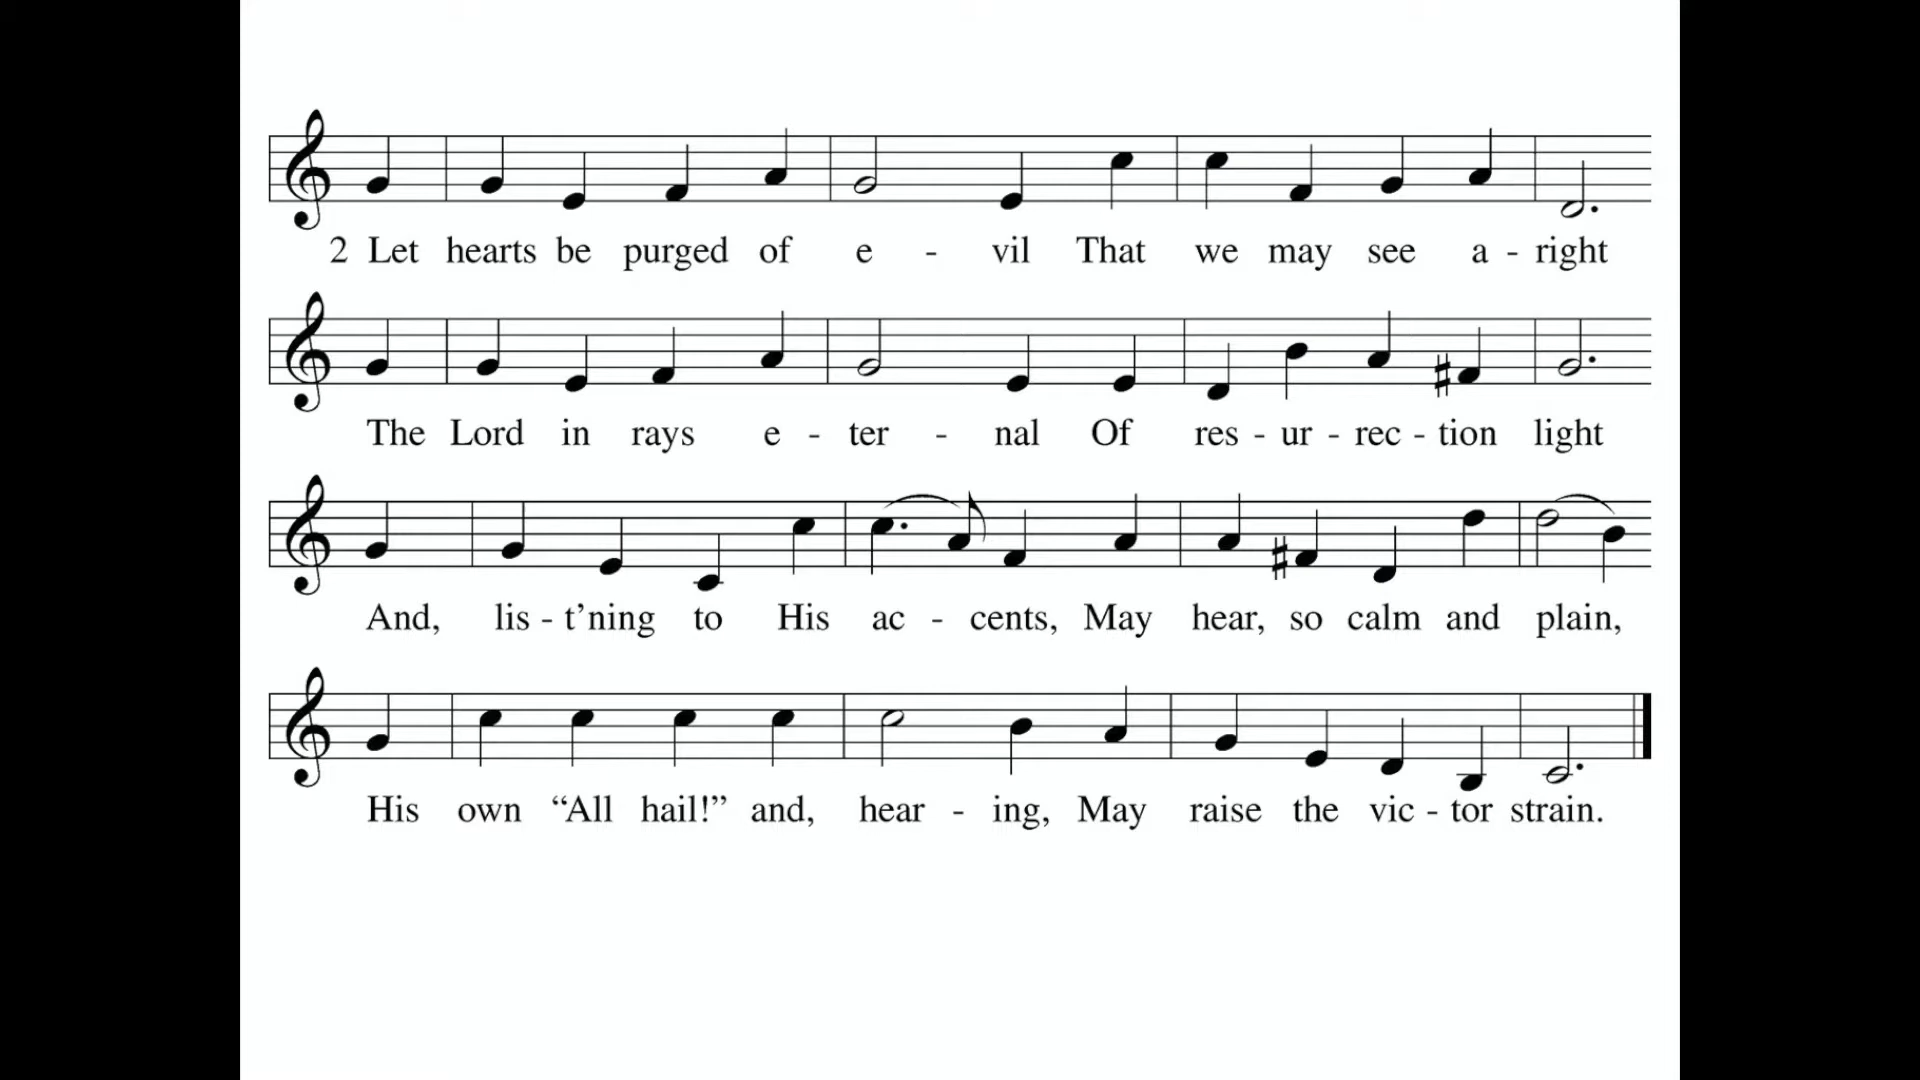 2 Let hearts be purged of e - vil That we may see a - right
The Lord in rays e - ter - nal Of res - ur - rec - tion light
And, lis - t’ning to His ac - cents, May hear, so calm and plain,
His own “All hail!” and, hear - ing, May raise the vic - tor strain.